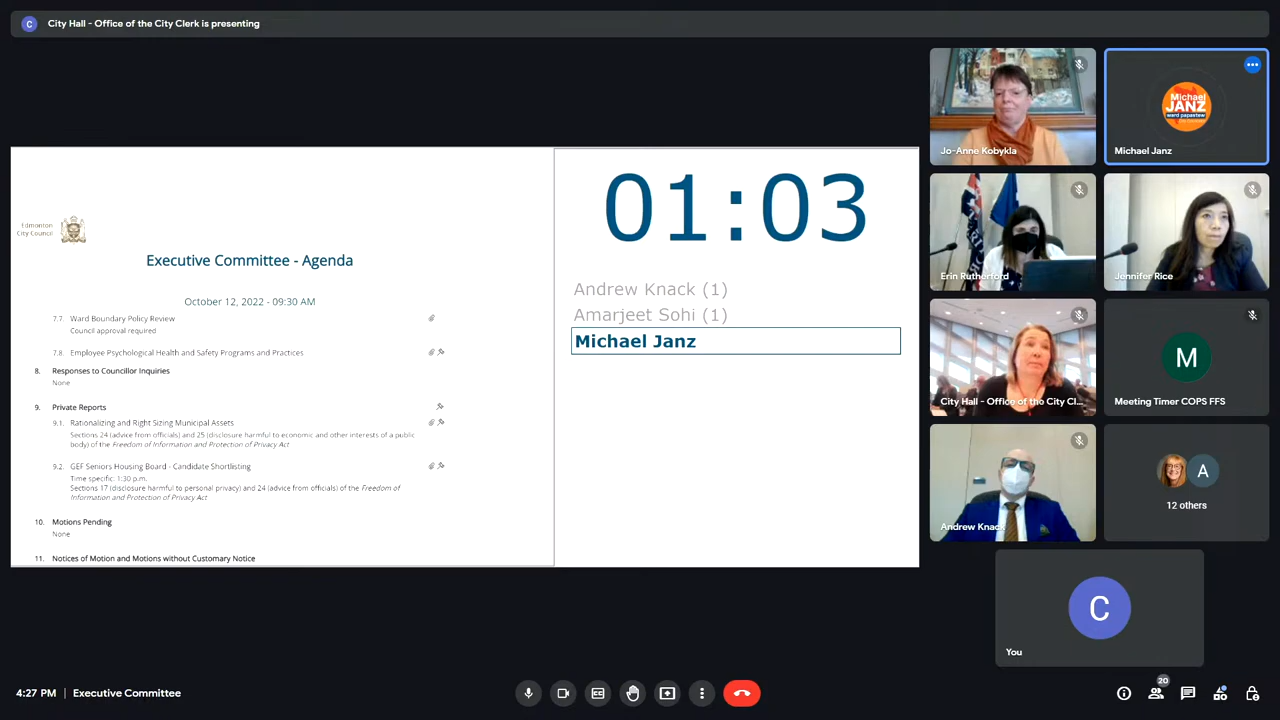 C City Hall - Office of the City Clerk is presenting
Edmonton
City Council
Executive Committee - Agenda
October 12, 2022 - 09:30 AM
7.7. Ward Boundary Policy Review
Council approval required
7.8. Employee Psychological Health and Safety Programs and Practices
8. Responses to Councillor Inquiries
None
9. Private Reports
9.1. Rationalizing and Right Sizing Municipal Assets
Sections 24 (advice from officials) and 25 (disclosure harmful to economic and other interests of a public
body) of the Freedom of Information and Protection of Privacy Act
9.2. GEF Seniors Housing Board - Candidate Shortlisting
Time specific: 1:30 p.m.
Sections 17 (disclosure harmful to personal privacy) and 24 (advice from officials) of the Freedom of
Information and Protection of Privacy Act
10. Motions Pending
None
11. Notices of Motion and Motions without Customary Notice
01:03
Andrew Knack (1)
Amarjeet Sohi (1)
Michael Janz
Jo-Anne Kobykla
Michael
JANZ
ward papastew
Michael Janz
Erin Rutherford
Jennifer Rice
City Hall - Office of the City Cl...
M
Meeting Timer COPS FFS
Andrew Knack
A
12 others
C
You
4:27 PM | Executive Committee
20